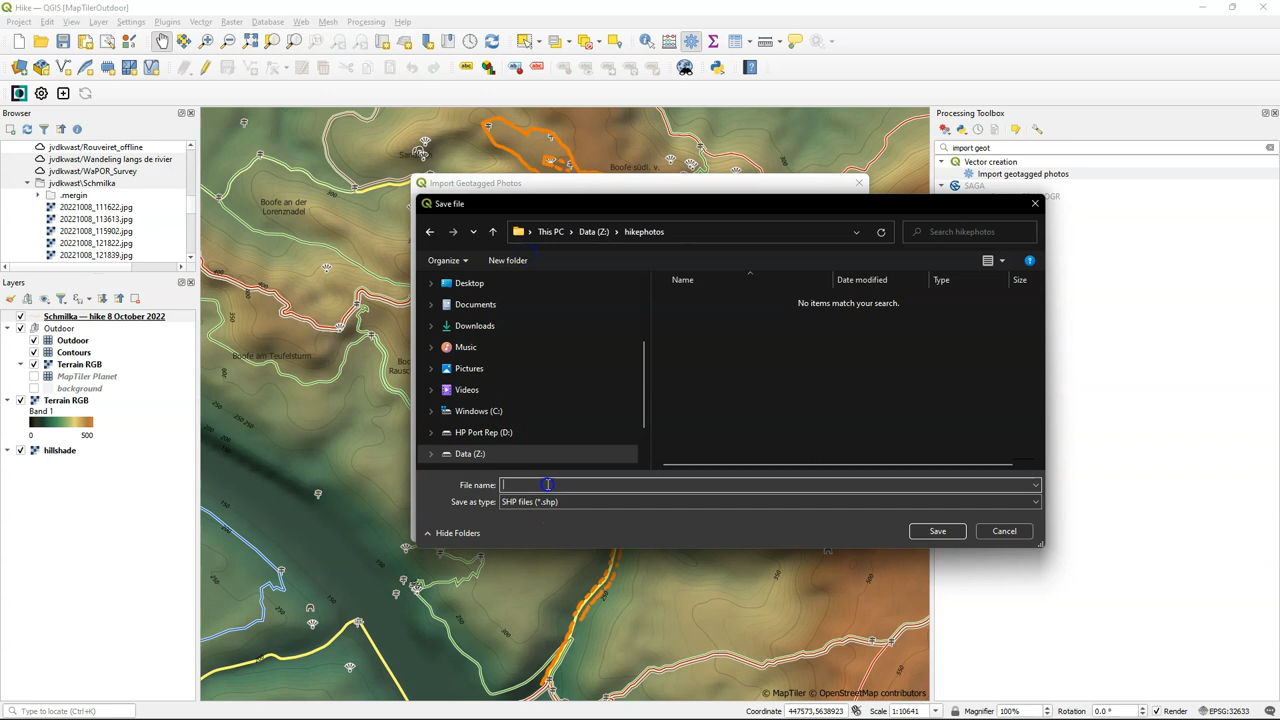 Hike — QGIS [MapTilerOutdoor]
Project Edit View Layer Settings Plugins Vector Raster Database Web Mesh Processing Help
Browser
jvdkwast/Rouveiret_offline
jvdkwast/Wandeling langs de rivier
jvdkwast/WaPOR_Survey
jvdkwast\Schmilka
.mergin
20221008_111622.jpg
20221008_113613.jpg
20221008_115902.jpg
20221008_121822.jpg
20221008_121839.jpg
Layers
Schmilka — hike 8 October 2022
Outdoor
Outdoor
Contours
Terrain RGB
MapTiler Planet
background
Terrain RGB
Band 1
0 500
hillshade
Boofe südl. v.
Boofe an der
Lorenznadel
Boofe am Teufelsturm
Import Geotagged Photos
Save file
This PC Data (Z:) hikephotos
Search hikephotos
Organize New folder
Desktop
Documents
Downloads
Music
Pictures
Videos
Windows (C:)
HP Port Rep (D:)
Data (Z:)
Name Date modified Type Size
No items match your search.
File name:
Save as type: SHP files (*.shp)
Hide Folders
Save Cancel
Processing Toolbox
import geot
Vector creation
Import geotagged photos
SAGA
© MapTiler © OpenStreetMap contributors
Type to locate (Ctrl+K)
Coordinate 447573,5638923 Scale 1:10641 Magnifier 100% Rotation 0.0 ° Render EPSG:32633